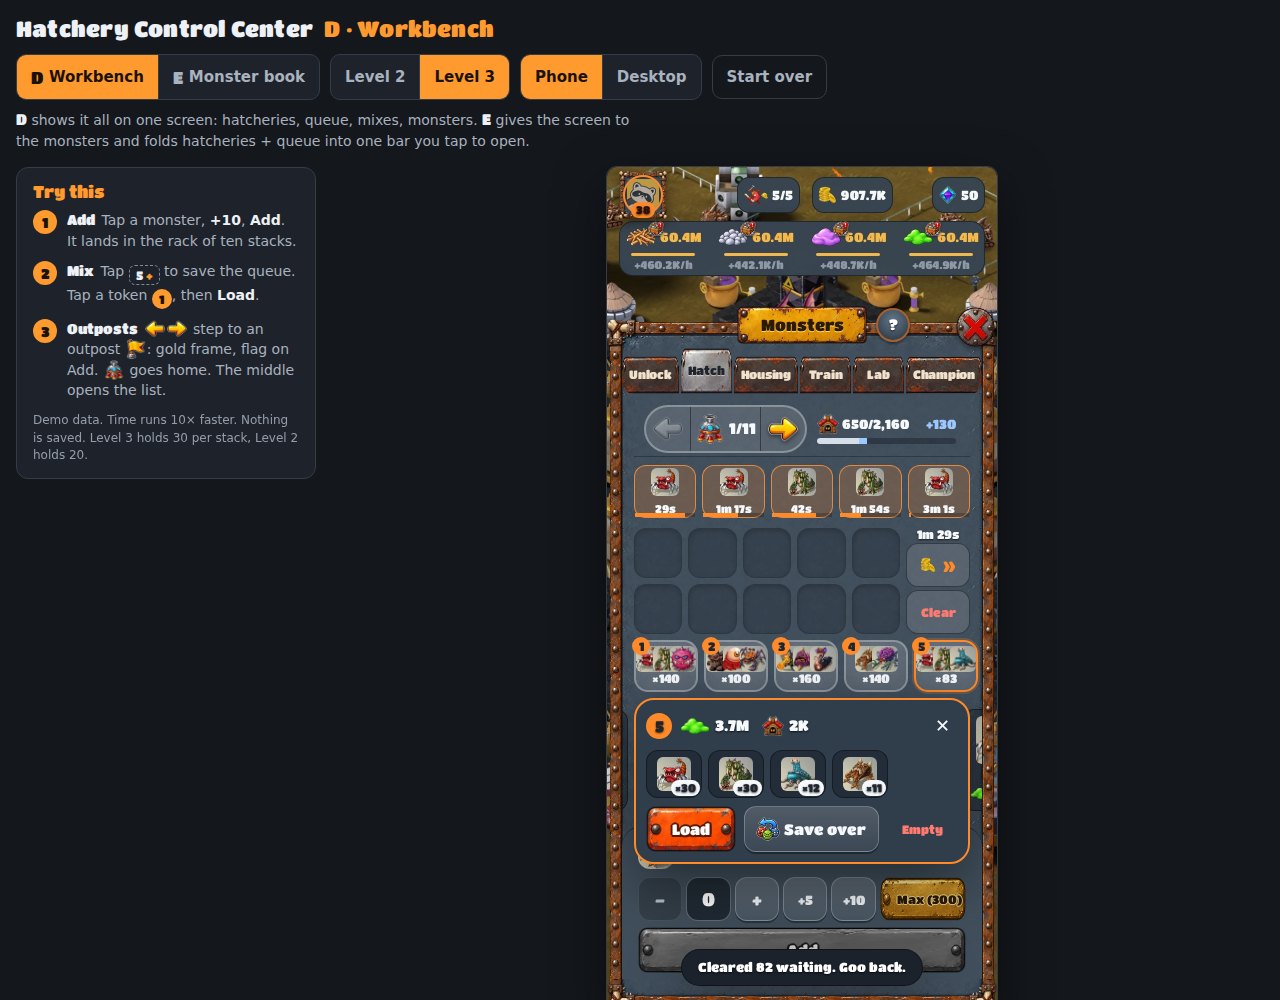 Hatchery Control Center D · Workbench
D Workbench E Monster book Level 2 Level 3 Phone Desktop Start over
D shows it all on one screen: hatcheries, queue, mixes, monsters. E gives the screen to
the monsters and folds hatcheries + queue into one bar you tap to open.
Try this
1 Add Tap a monster, +10, Add.
It lands in the rack of ten stacks.
2 Mix Tap 5+ to save the queue.
Tap a token 1, then Load.
3 Outposts step to an
outpost : gold frame, flag on
Add. goes home. The middle
opens the list.
Demo data. Time runs 10× faster. Nothing
is saved. Level 3 holds 30 per stack, Level 2
holds 20.
30 5/5 907.7K 50
60.4M 60.4M 60.4M 60.4M
+460.2K/h +442.1K/h +448.7K/h +464.9K/h
Monsters ?
Unlock Hatch Housing Train Lab Champion
1/11 650/2,160 +130
29s 1m 17s 42s 1m 54s 3m 1s
1m 29s
»
Clear
1 2 3 4 5
×140 ×100 ×160 ×140 ×83
5 3.7M 2K ✕
×30 ×30 ×12 ×11
Load Save over Empty
− 0 + +5 +10 Max (300)
Add
Cleared 82 waiting. Goo back.